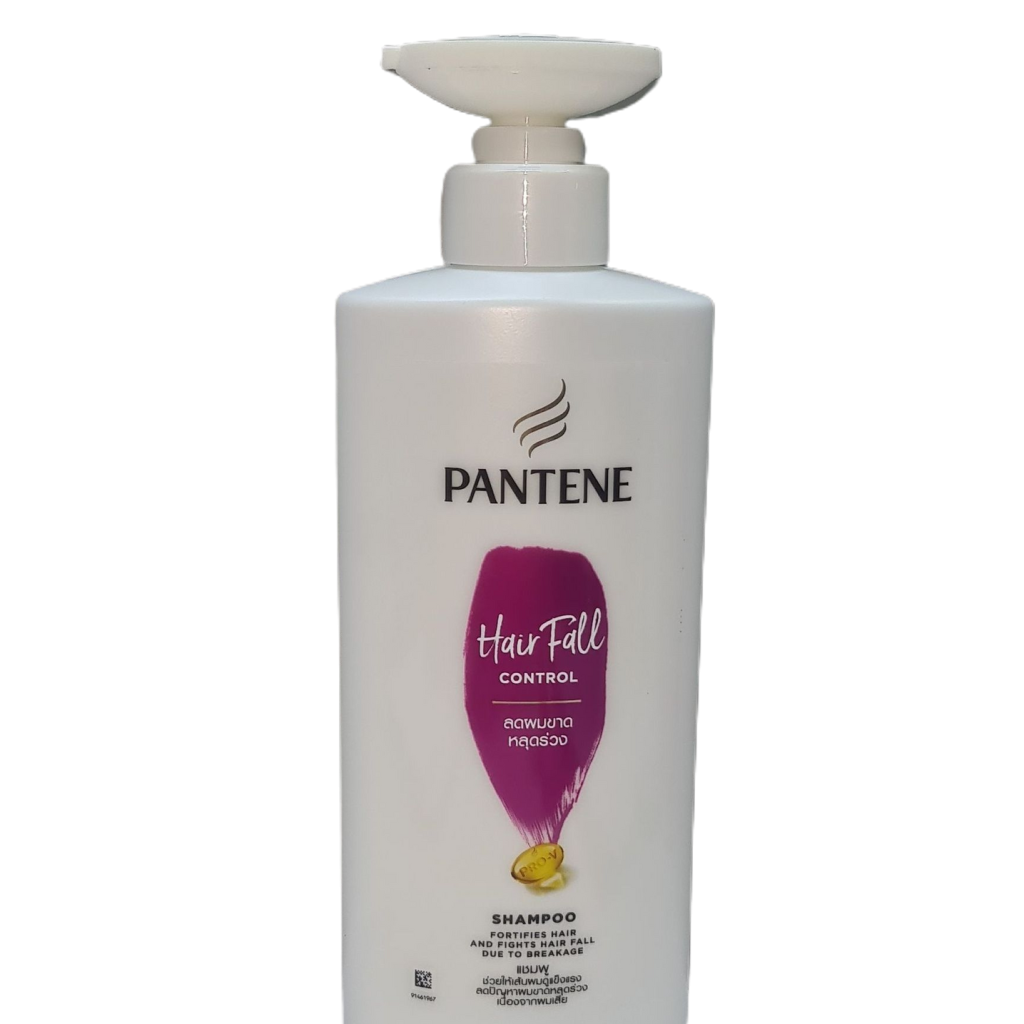 PANTENE
Hair Fall
CONTROL
ลดผมขาด
หลุดร่วง
PRO-V
SHAMPOO
FORTIFIES HAIR
AND FIGHTS HAIR FALL
DUE TO BREAKAGE
แชมพู
ช่วยให้เส้นผมดูแข็งแรง
ลดปัญหาผมขาดหลุดร่วง
เนื่องจากผมเสีย
91461967